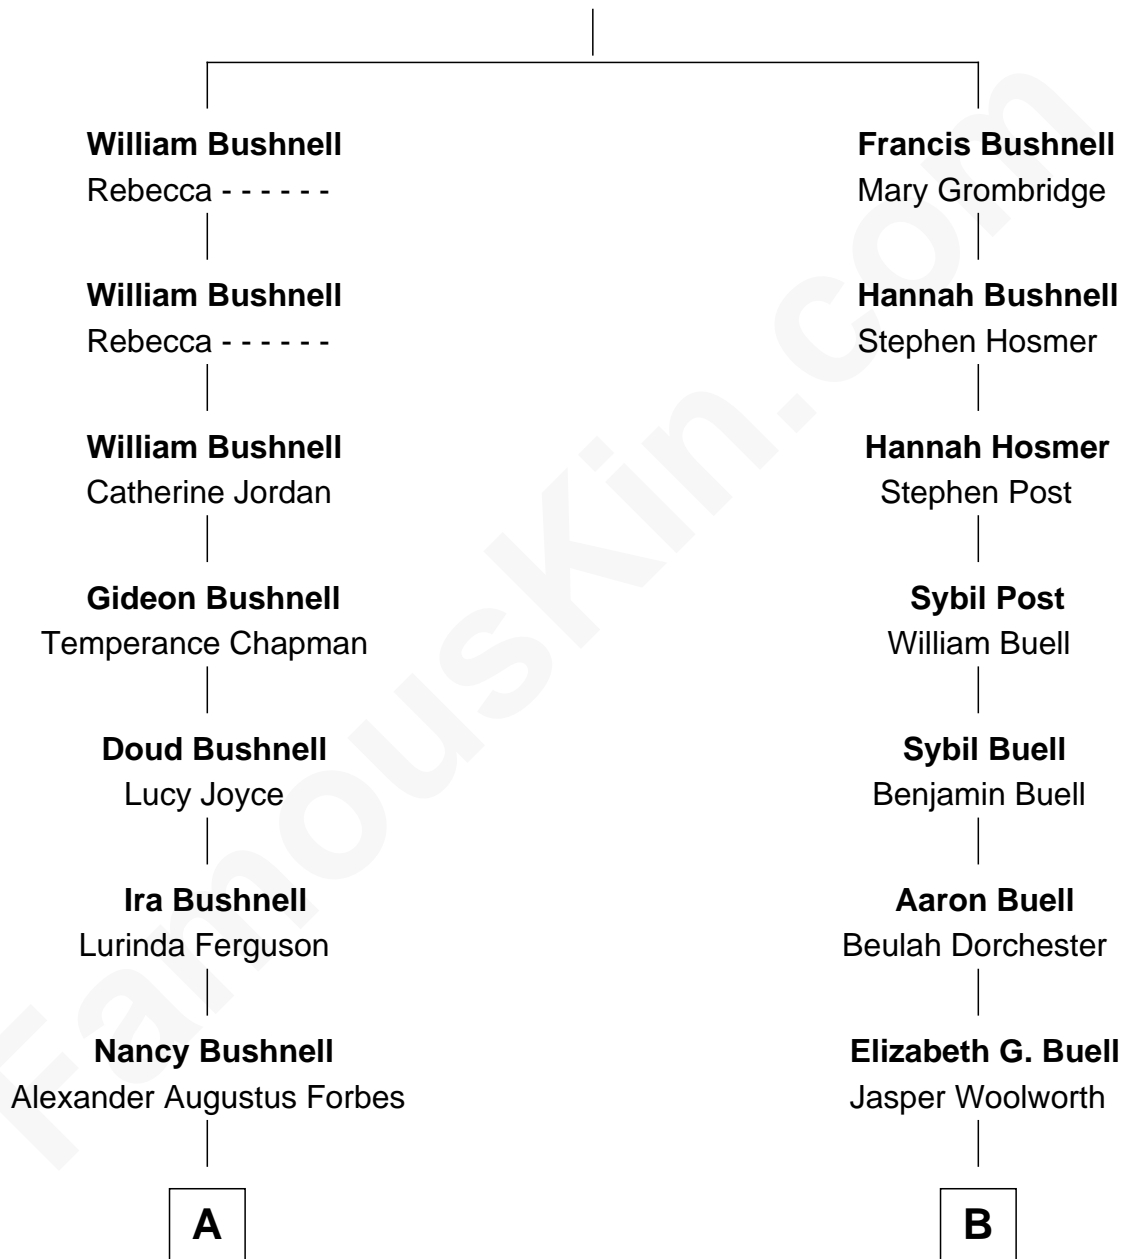 William Bushnell
Rebecca - - - - - -
William Bushnell
Rebecca - - - - - -
William Bushnell
Catherine Jordan
Gideon Bushnell
Temperance Chapman
Doud Bushnell
Lucy Joyce
Ira Bushnell
Lurinda Ferguson
Nancy Bushnell
Alexander Augustus Forbes
A
Francis Bushnell
Mary Grombridge
Hannah Bushnell
Stephen Hosmer
Hannah Hosmer
Stephen Post
Sybil Post
William Buell
Sybil Buell
Benjamin Buell
Aaron Buell
Beulah Dorchester
Elizabeth G. Buell
Jasper Woolworth
B
FamousKin.com